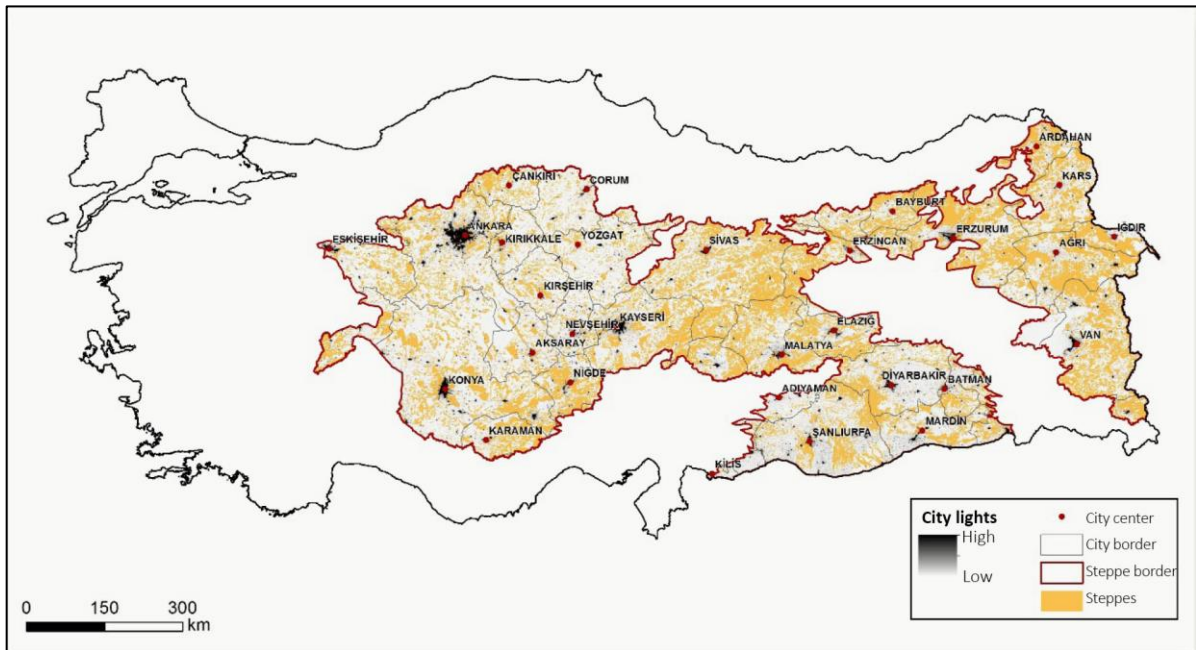 ARDAHAN
ÇANKIRI
ÇORUM
KARS
BAYBURT
ANKARA
KIRIKKALE
YOZGAT
SİVAS
ERZURUM
IĞDIR
ESKİŞEHİR
ERZİNCAN
AĞRI
KIRŞEHİR
NEVŞEHİR
KAYSERİ
ELAZIĞ
VAN
AKSARAY
MALATYA
KONYA
NİĞDE
ADIYAMAN
DİYARBAKIR
BATMAN
KARAMAN
ŞANLIURFA
MARDİN
KİLİS
City lights
High
Low
City center
City border
Steppe border
Steppes
0 150 300
km